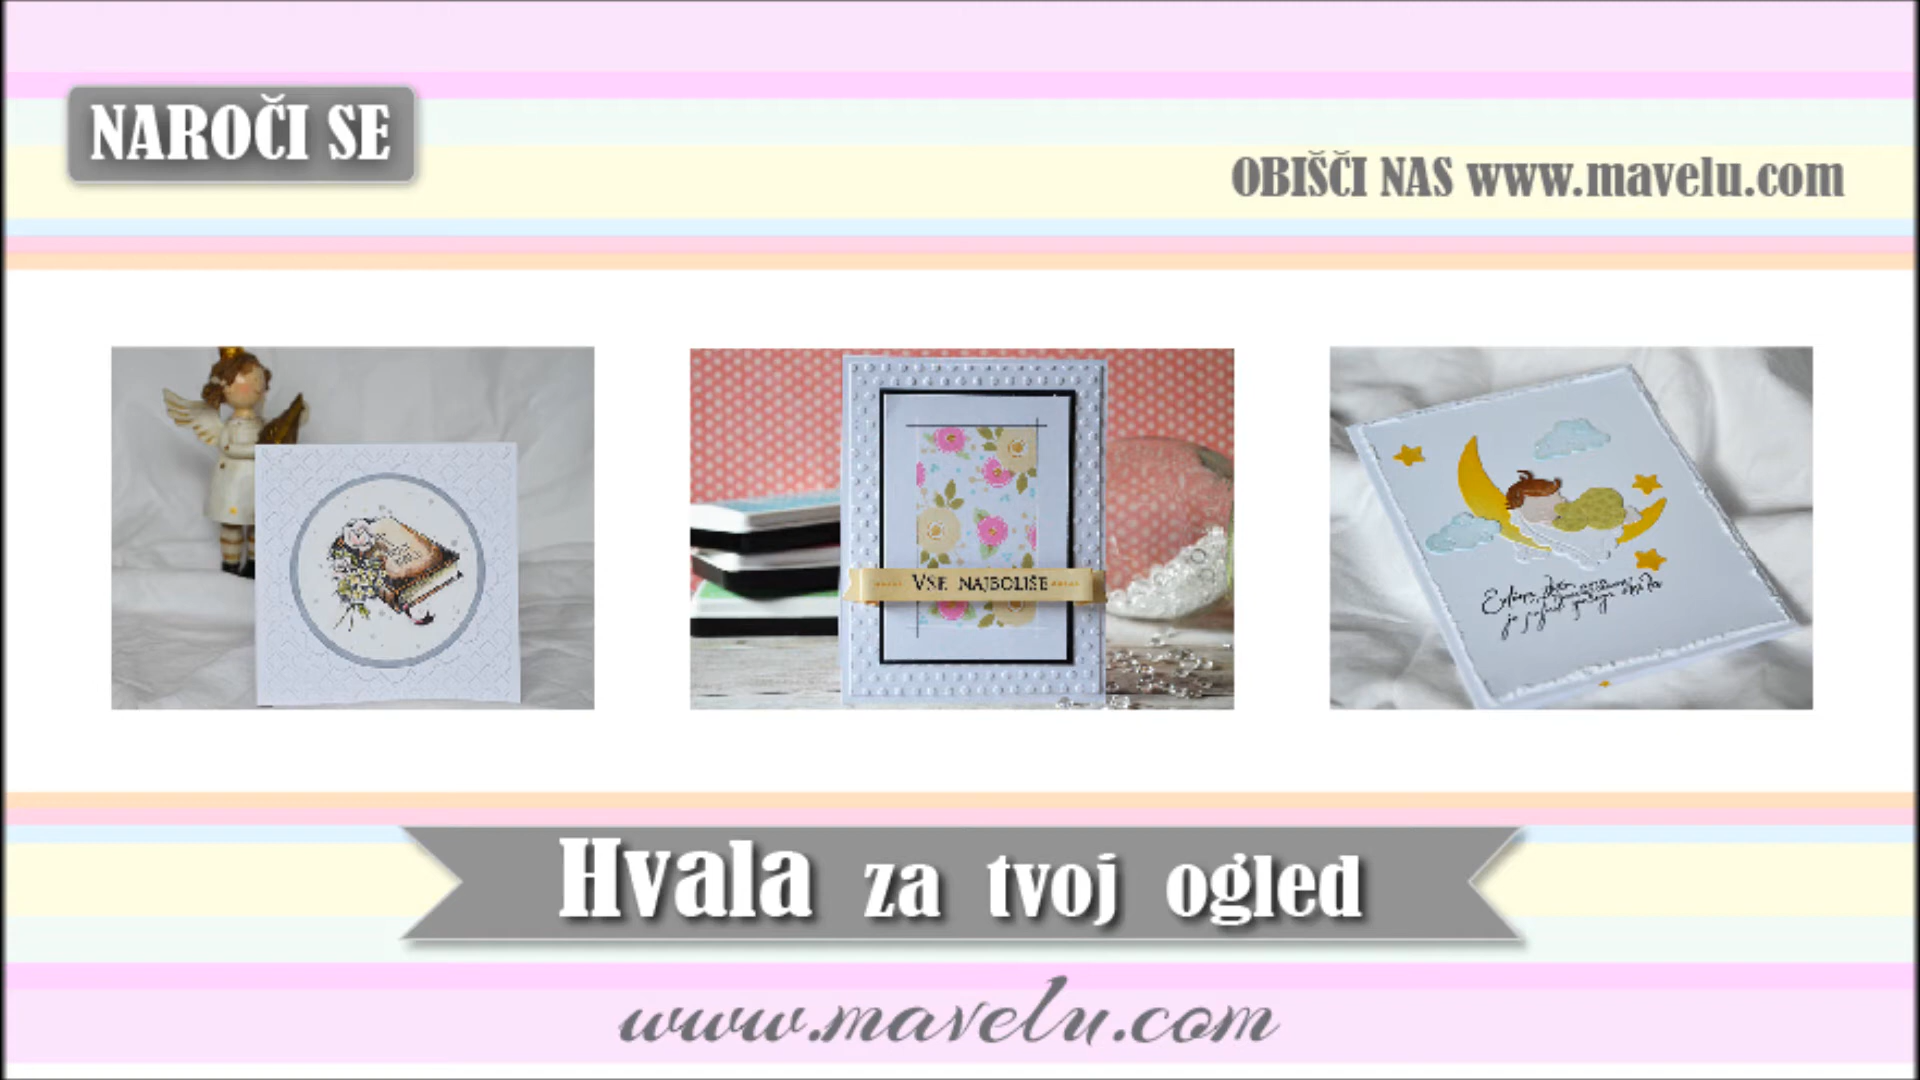 NAROČI SE
OBIŠČI NAS www.mavelu.com
VSE NAJBOLJŠE
Hvala za tvoj ogled
www.mavelu.com